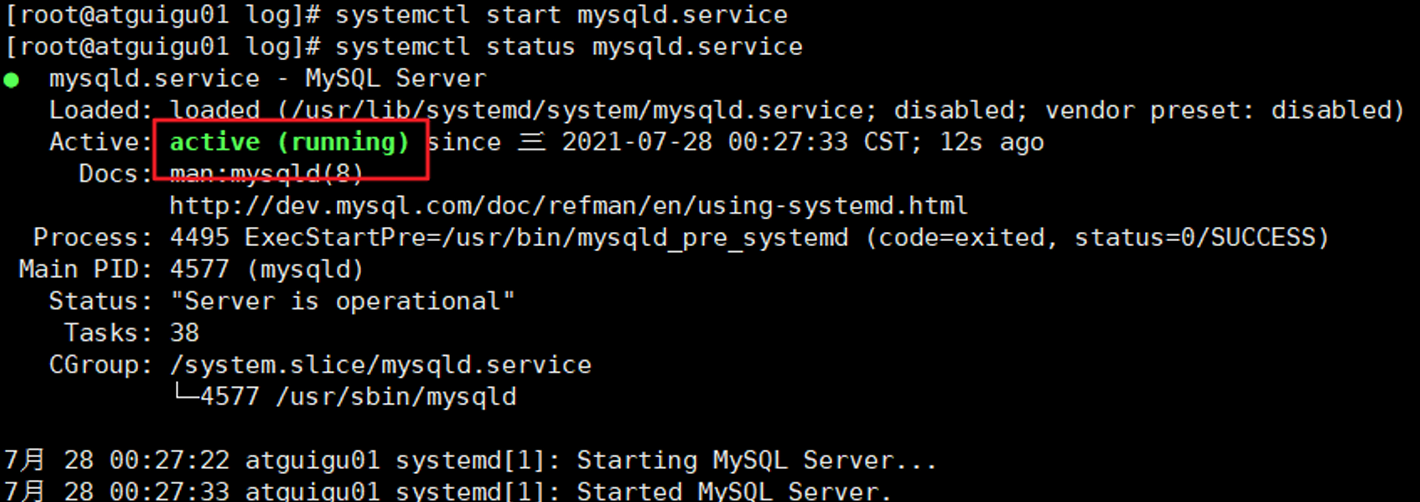 [root@atguigu01 log]# systemctl start mysqld.service
[root@atguigu01 log]# systemctl status mysqld.service
● mysqld.service - MySQL Server
Loaded: loaded (/usr/lib/systemd/system/mysqld.service; disabled; vendor preset: disabled)
Active: active (running) since 三 2021-07-28 00:27:33 CST; 12s ago
Docs: man:mysqld(8)
http://dev.mysql.com/doc/refman/en/using-systemd.html
Process: 4495 ExecStartPre=/usr/bin/mysqld_pre_systemd (code=exited, status=0/SUCCESS)
Main PID: 4577 (mysqld)
Status: "Server is operational"
Tasks: 38
CGroup: /system.slice/mysqld.service
└─4577 /usr/sbin/mysqld
7月 28 00:27:22 atguigu01 systemd[1]: Starting MySQL Server...
7月 28 00:27:33 atguigu01 systemd[1]: Started MySQL Server.